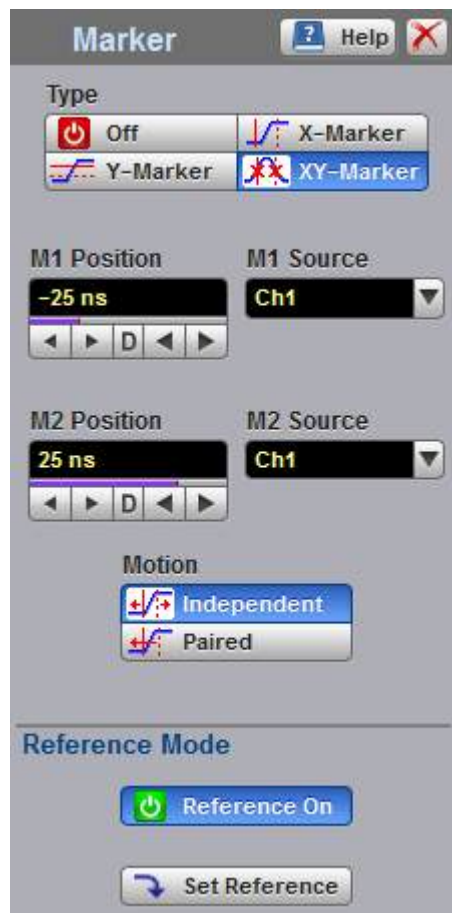 Marker Help
Type
Off X-Marker
Y-Marker XY-Marker
M1 Position M1 Source
-25 ns Ch1
D
M2 Position M2 Source
25 ns Ch1
D
Motion
Independent
Paired
Reference Mode
Reference On
Set Reference